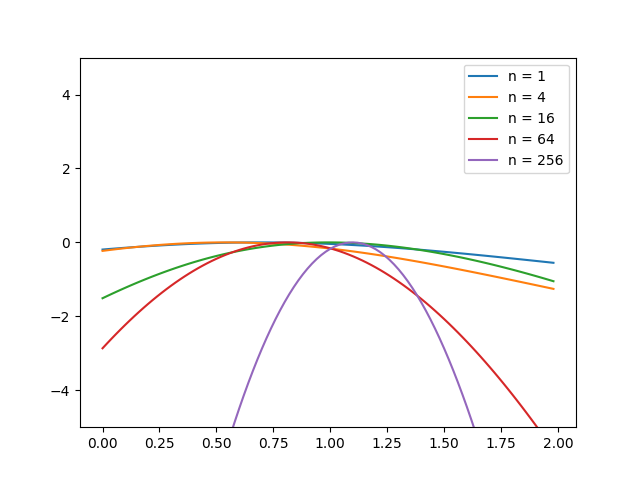 n = 1
n = 4
n = 16
n = 64
n = 256
4
2
0
−2
−4
0.00 0.25 0.50 0.75 1.00 1.25 1.50 1.75 2.00